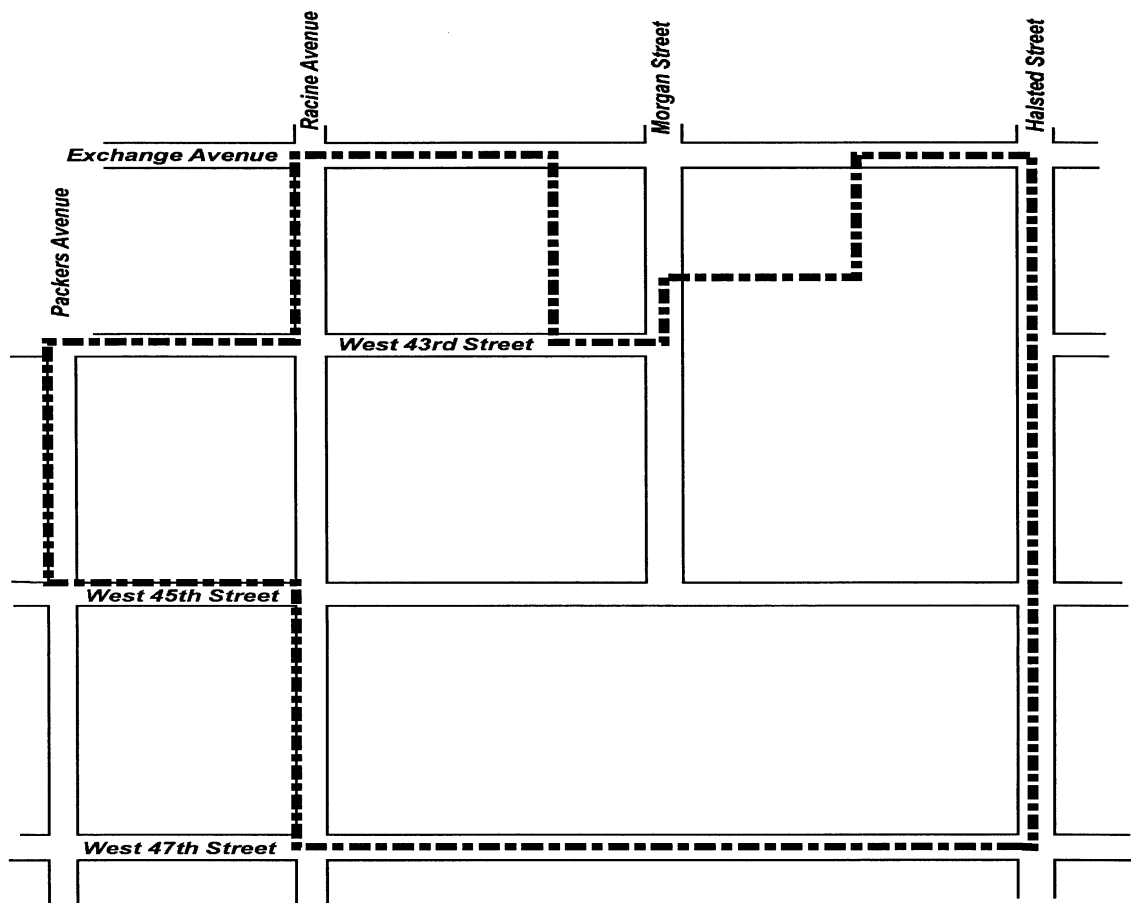 Racine Avenue
Morgan Street
Halsted Street
Exchange Avenue
Packers Avenue
West 43rd Street
West 45th Street
West 47th Street